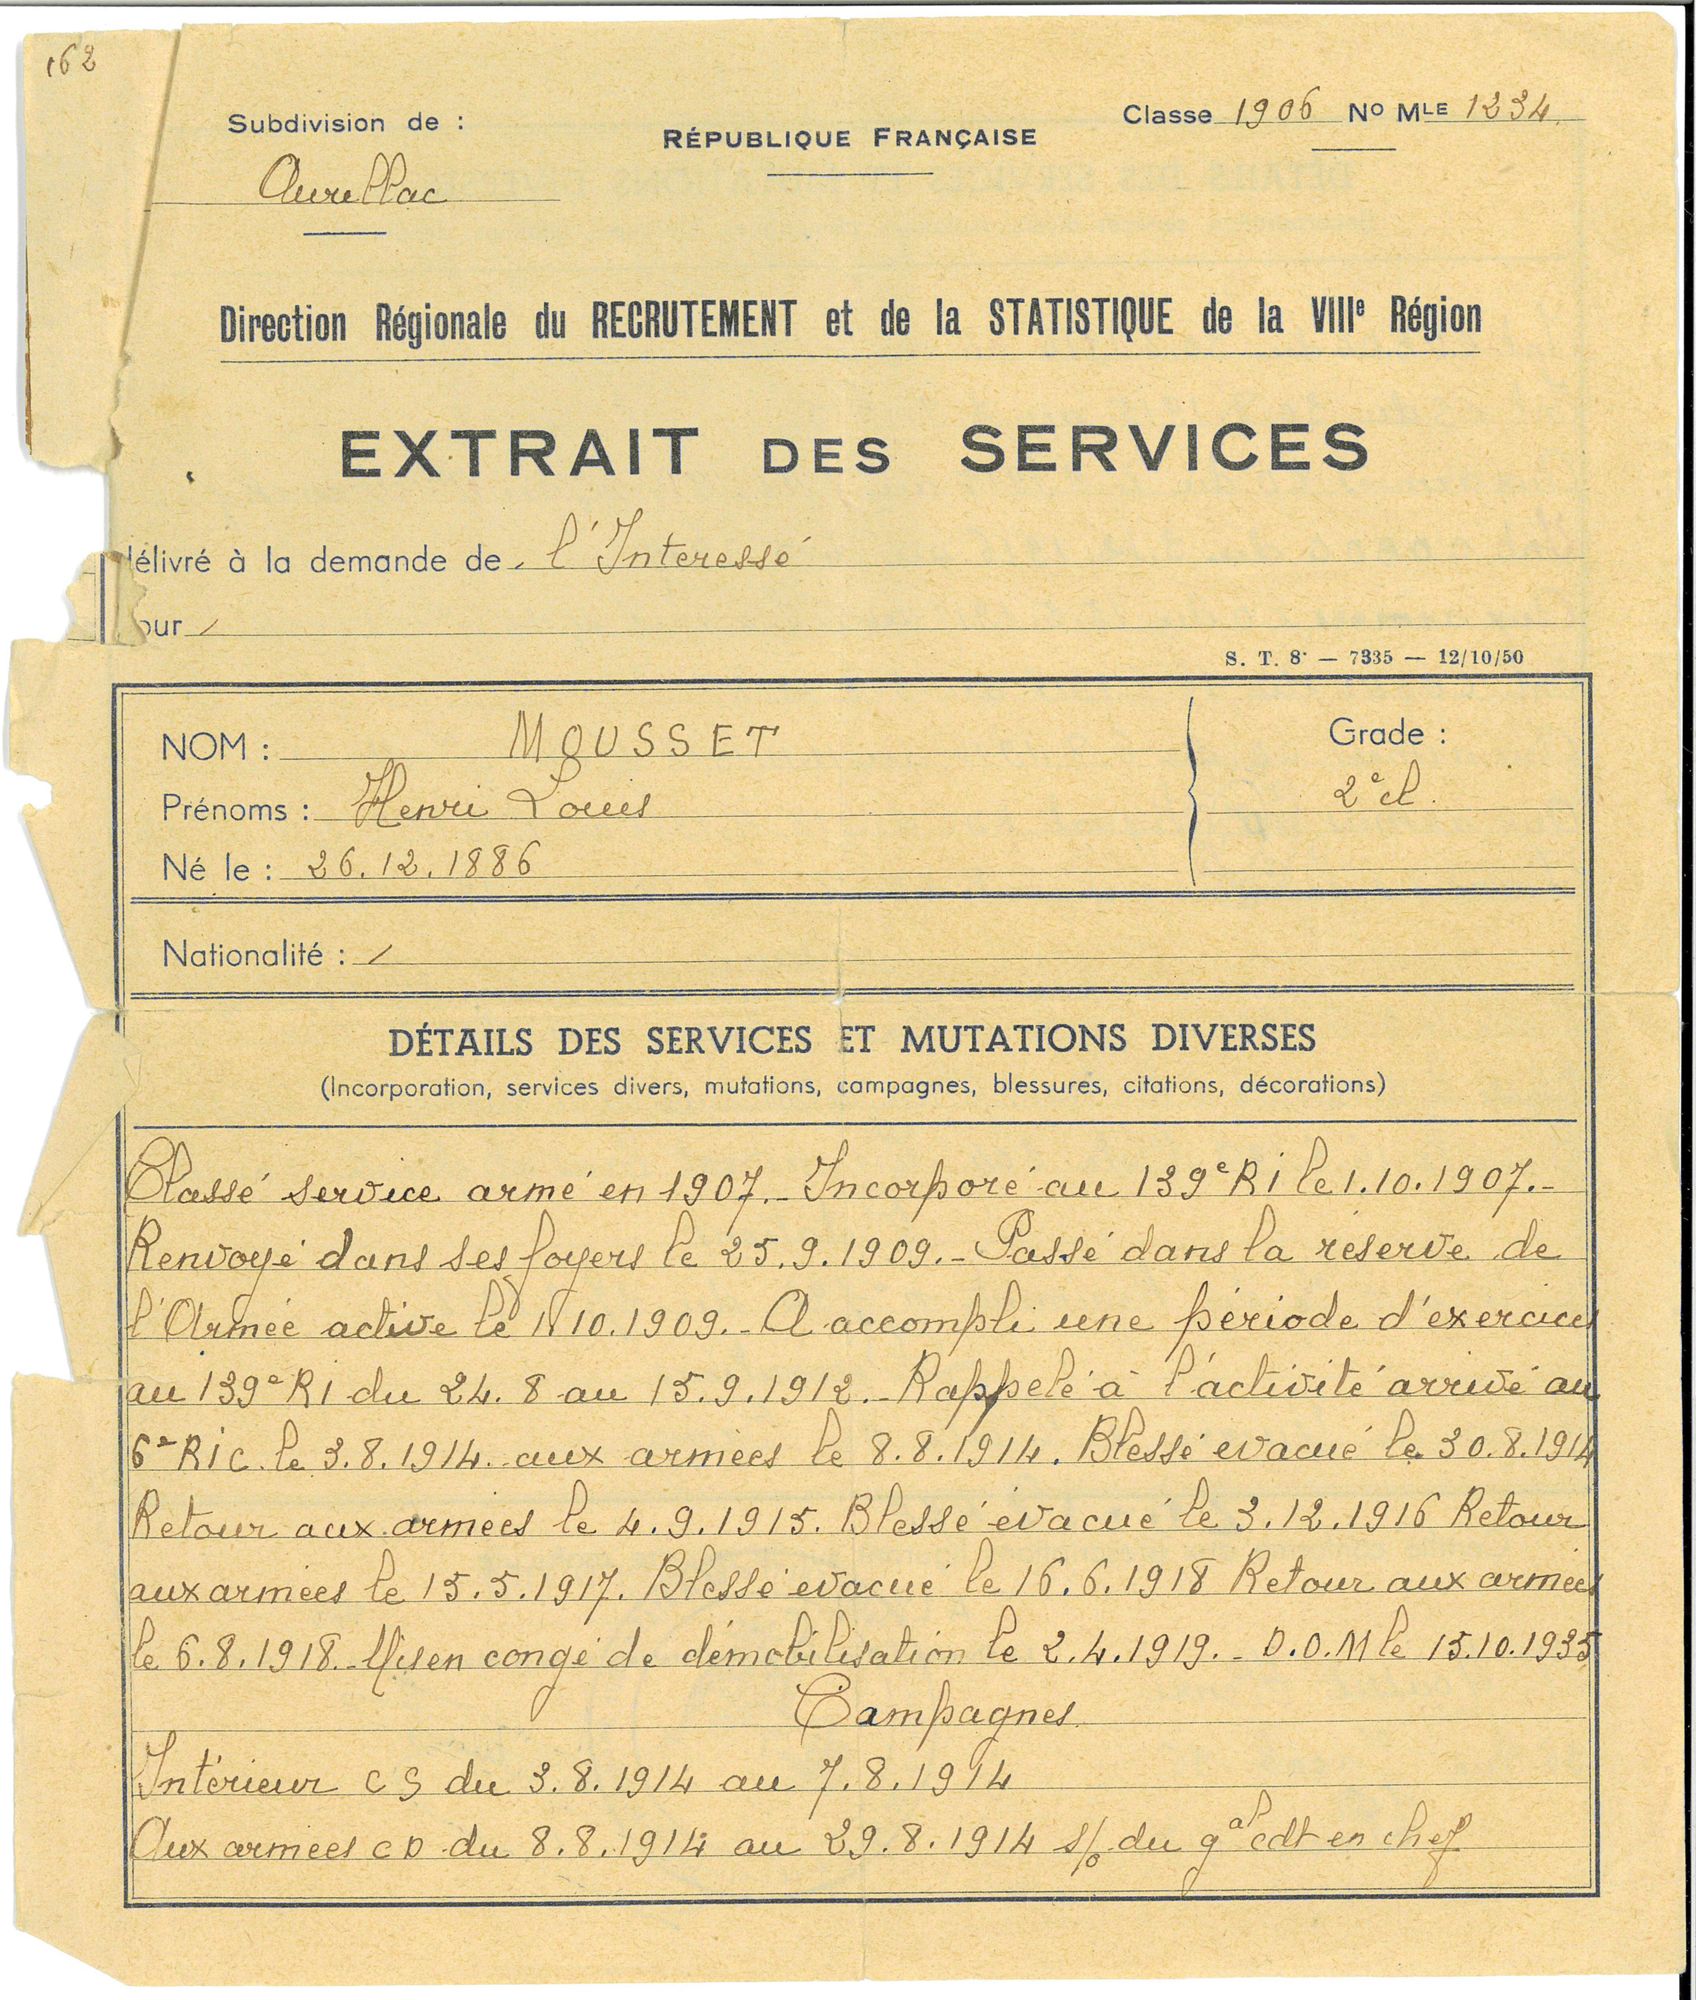 162
Subdivision de :
Aurillac
RÉPUBLIQUE FRANÇAISE
Classe 1906 No MLE 1234
Direction Régionale du RECRUTEMENT et de la STATISTIQUE de la VIIIe Région
EXTRAIT DES SERVICES
délivré à la demande de l'Interessé
our /
S. T. 8· — 7335 — 12/10/50
NOM : MOUSSET
Prénoms : Henri Louis
Né le : 26.12.1886
Grade :
2e cl.
Nationalité : /
DÉTAILS DES SERVICES ET MUTATIONS DIVERSES
(Incorporation, services divers, mutations, campagnes, blessures, citations, décorations)
Classé service armé en 1907.- Incorporé au 139e RI le 1.10.1907.-
Renvoyé dans ses foyers le 25.9.1909.- Passé dans la réserve de
l'Armée active le 1.10.1909.- A accompli une période d'exercices
au 139e RI du 24.8 au 15.9.1912.- Rappelé à l'activité arrivé au
6e RIC le 3.8.1914. aux armées le 8.8.1914. Blessé evacué le 30.8.1914
Retour aux armées le 4.9.1915. Blessé évacué le 3.12.1916 Retour
aux armées le 15.5.1917. Blessé evacué le 16.6.1918 Retour aux armées
le 6.8.1918.- Mis en congé de démobilisation le 2.4.1919.- D.O.M le 15.10.1935
Campagnes
Intérieur CS du 3.8.1914 au 7.8.1914
Aux armées CD du 8.8.1914 au 29.8.1914 s/o du gal cdt en chef